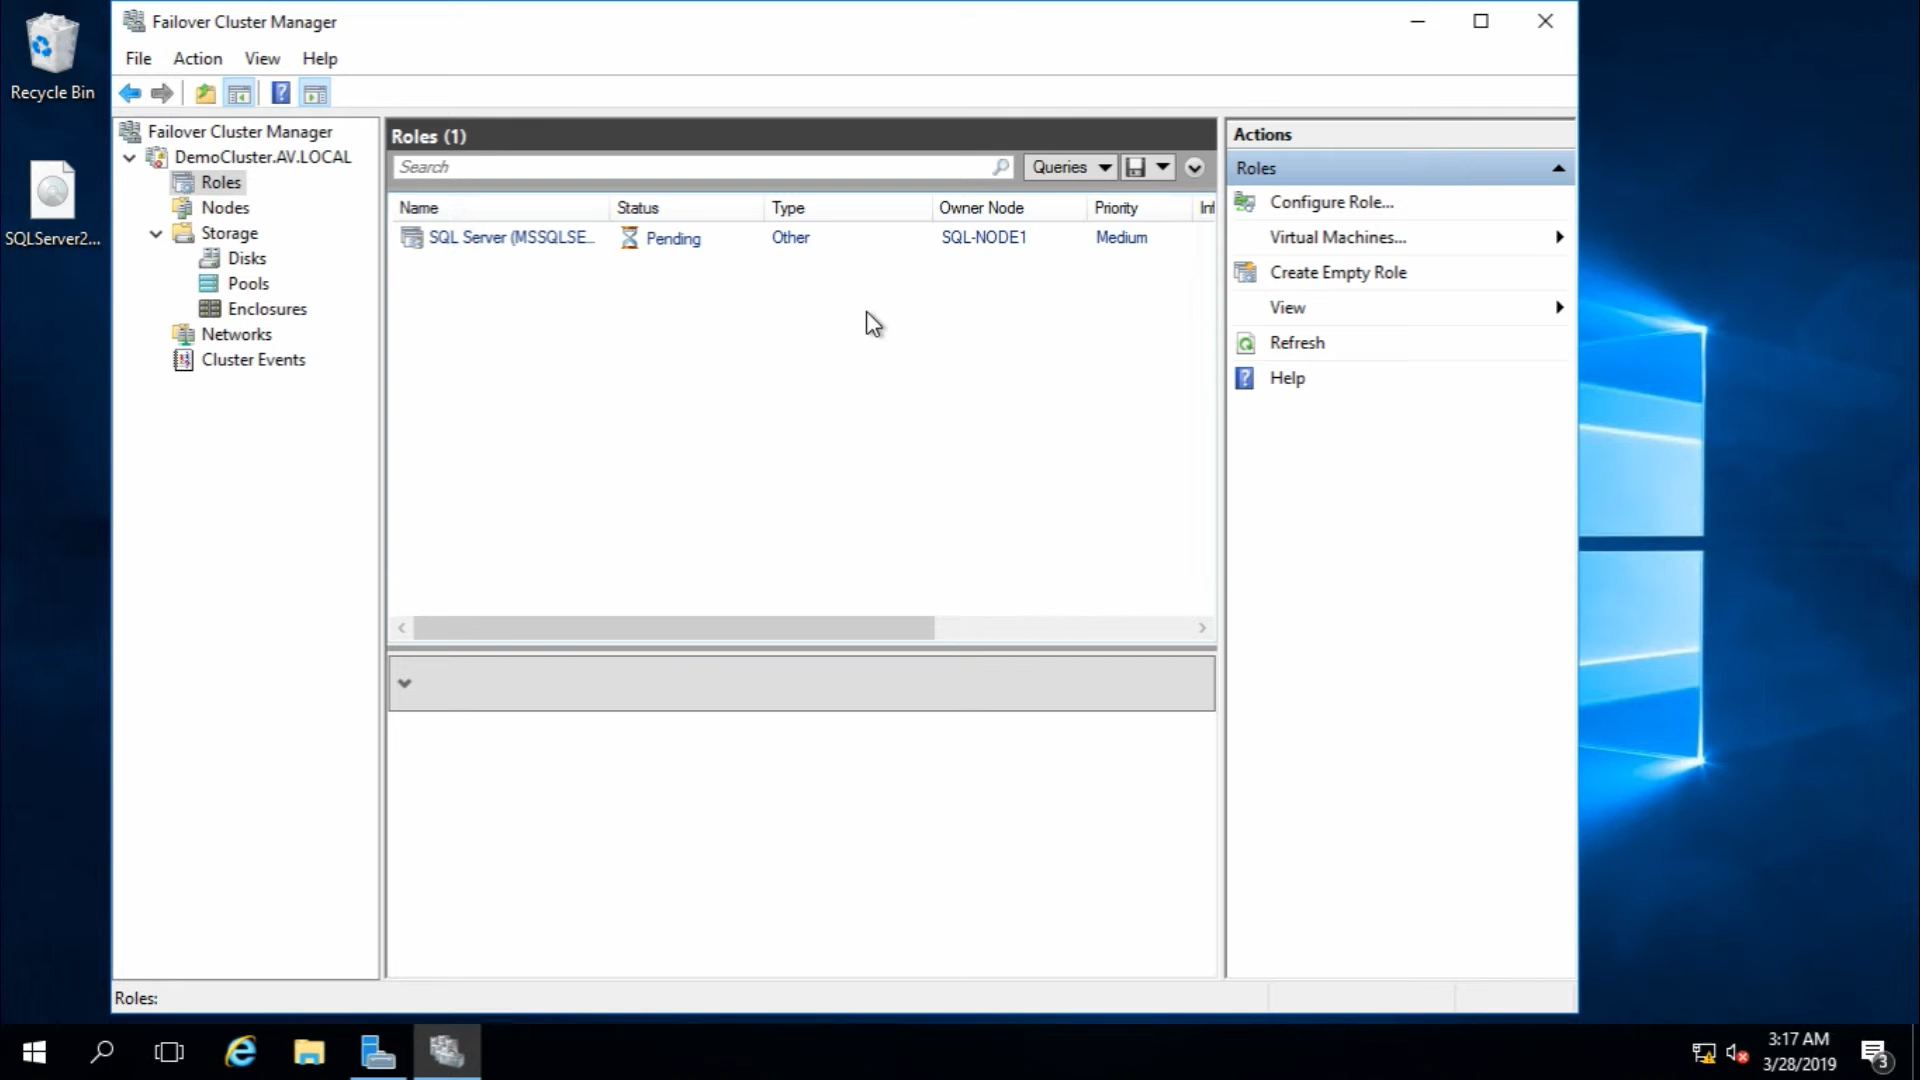 Recycle Bin
SQLServer2...
Failover Cluster Manager
File Action View Help
Failover Cluster Manager
DemoCluster.AV.LOCAL
Roles
Nodes
Storage
Disks
Pools
Enclosures
Networks
Cluster Events
Roles (1)
Search
Queries
Name Status Type Owner Node Priority Inf
SQL Server (MSSQLSE... Pending Other SQL-NODE1 Medium
Actions
Roles
Configure Role...
Virtual Machines...
Create Empty Role
View
Refresh
Help
Roles:
3:17 AM
3/28/2019
3